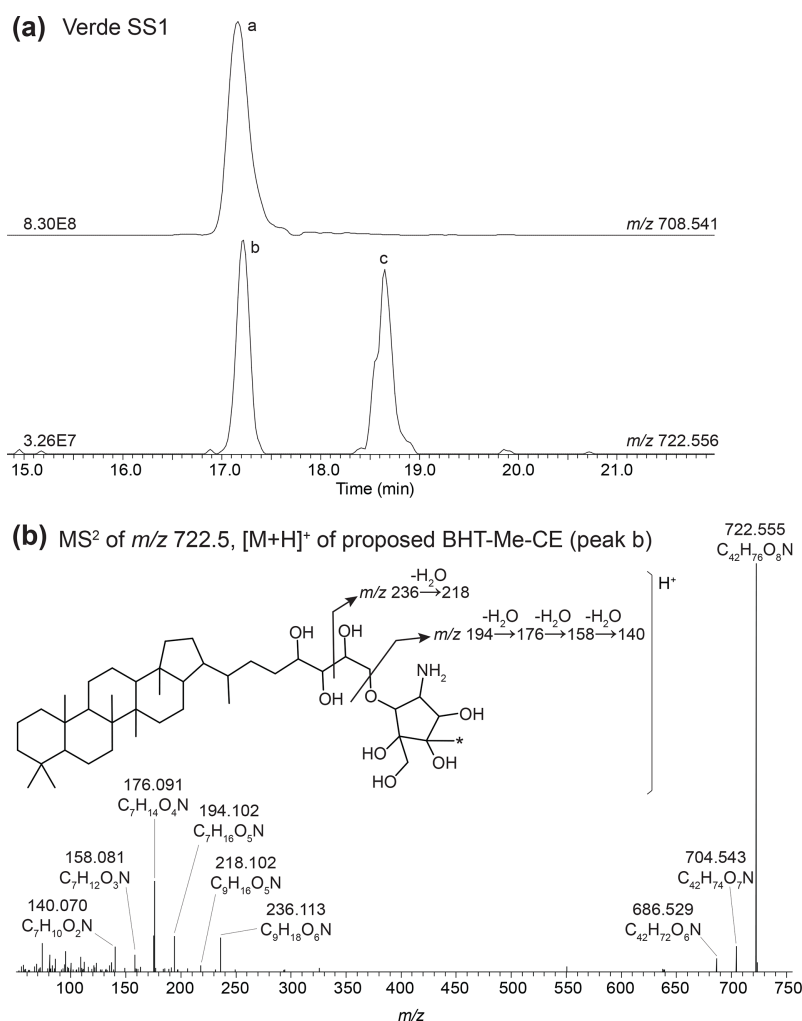 (a) Verde SS1
a
8.30E8
m/z 708.541
b
c
3.26E7
m/z 722.556
15.0 16.0 17.0 18.0 19.0 20.0 21.0
Time (min)
(b) MS² of m/z 722.5, [M+H]⁺ of proposed BHT-Me-CE (peak b)
722.555
C₄₂H₇₆O₈N
-H₂O
m/z 236→218
H⁺
-H₂O -H₂O -H₂O
m/z 194→176→158→140
OH
OH
OH
NH₂
O
OH
*
HO
OH
HO
176.091
C₇H₁₄O₄N
194.102
C₇H₁₆O₅N
158.081
C₇H₁₂O₃N
218.102
C₉H₁₆O₅N
704.543
C₄₂H₇₄O₇N
140.070
C₇H₁₀O₂N
236.113
C₉H₁₈O₆N
686.529
C₄₂H₇₂O₆N
100 150 200 250 300 350 400 450 500 550 600 650 700 750
m/z